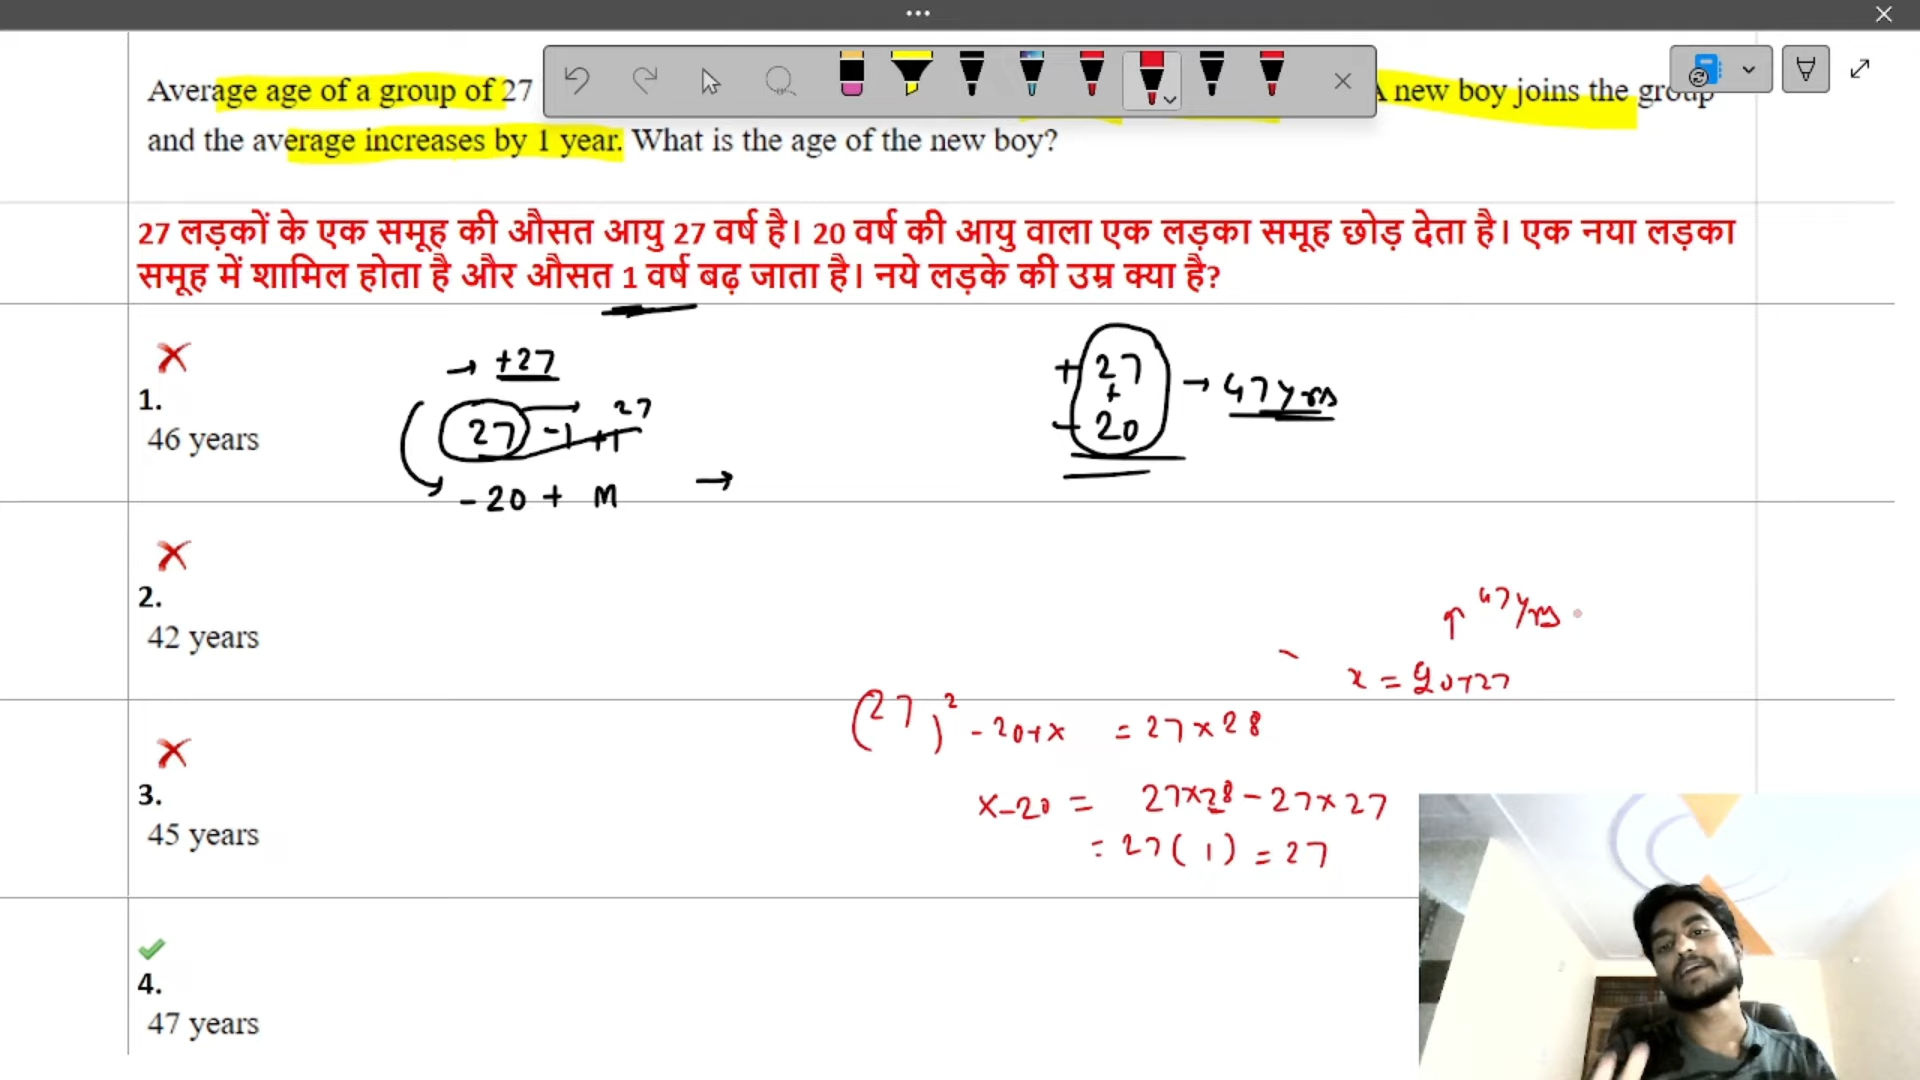 Average age of a group of 27
A new boy joins the group
and the average increases by 1 year. What is the age of the new boy?
27 लड़कों के एक समूह की औसत आयु 27 वर्ष है। 20 वर्ष की आयु वाला एक लड़का समूह छोड़ देता है। एक नया लड़का
समूह में शामिल होता है और औसत 1 वर्ष बढ़ जाता है। नये लड़के की उम्र क्या है?
→ +27
27 -1 +1 27
-20 + M →
+ 27
+
- 20
→ 47yrs
1.
46 years
2.
42 years
↑ 47yrs
x = 20+27
(27)² - 20+x = 27×28
x-20 = 27×28 - 27×27
= 27(1) = 27
3.
45 years
4.
47 years